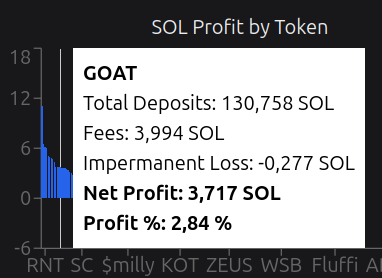 SOL Profit by Token
18
12
6
0
-6
GOAT
Total Deposits: 130,758 SOL
Fees: 3,994 SOL
Impermanent Loss: -0,277 SOL
Net Profit: 3,717 SOL
Profit %: 2,84 %
RNT SC $milly KOT ZEUS WSB Fluffi